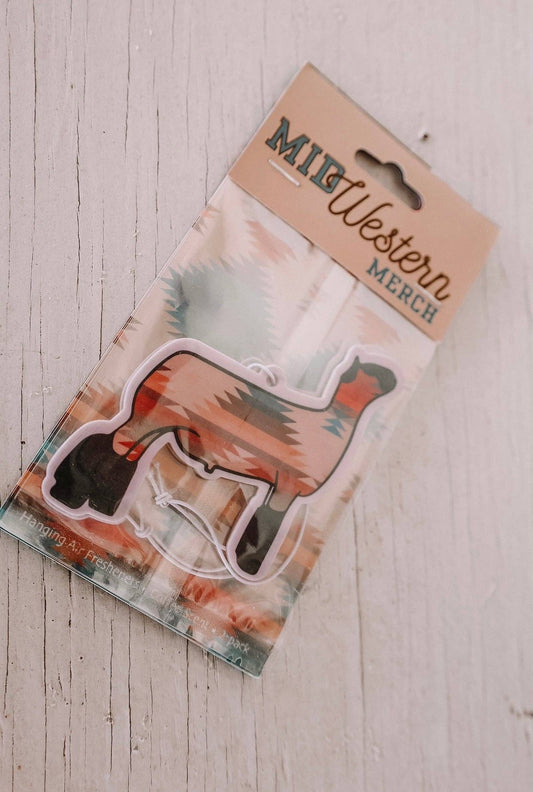 MID
Western
MERCH
Hanging Air Freshener